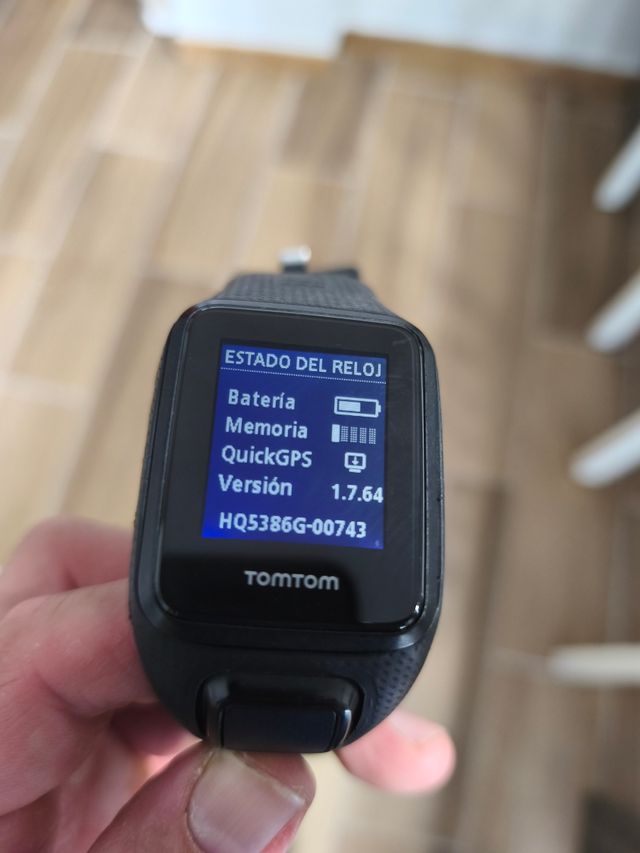 ESTADO DEL RELOJ
Batería
Memoria
QuickGPS
Versión 1.7.64
HQ5386G-00743
TOMTOM